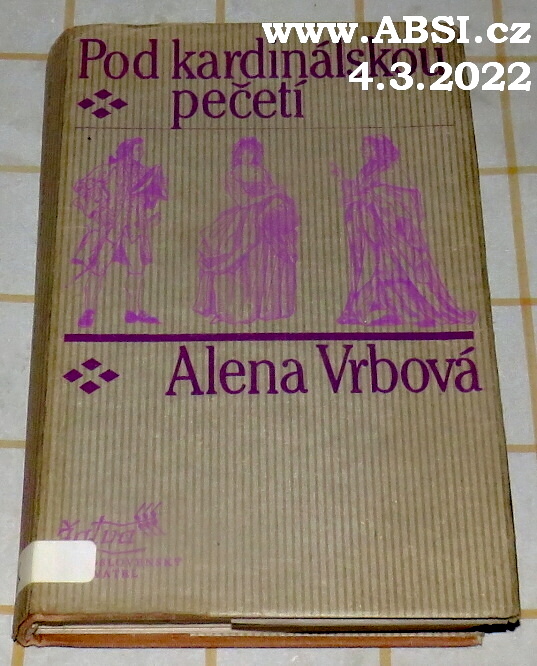 www.ABSI.cz
4.3.2022
Pod kardinálskou
pečetí
Alena Vrbová